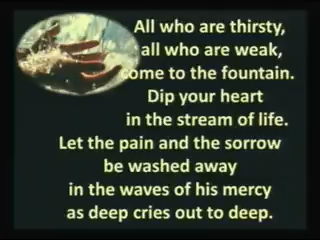 All who are thirsty,
all who are weak,
come to the fountain.
Dip your heart
in the stream of life.
Let the pain and the sorrow
be washed away
in the waves of his mercy
as deep cries out to deep.